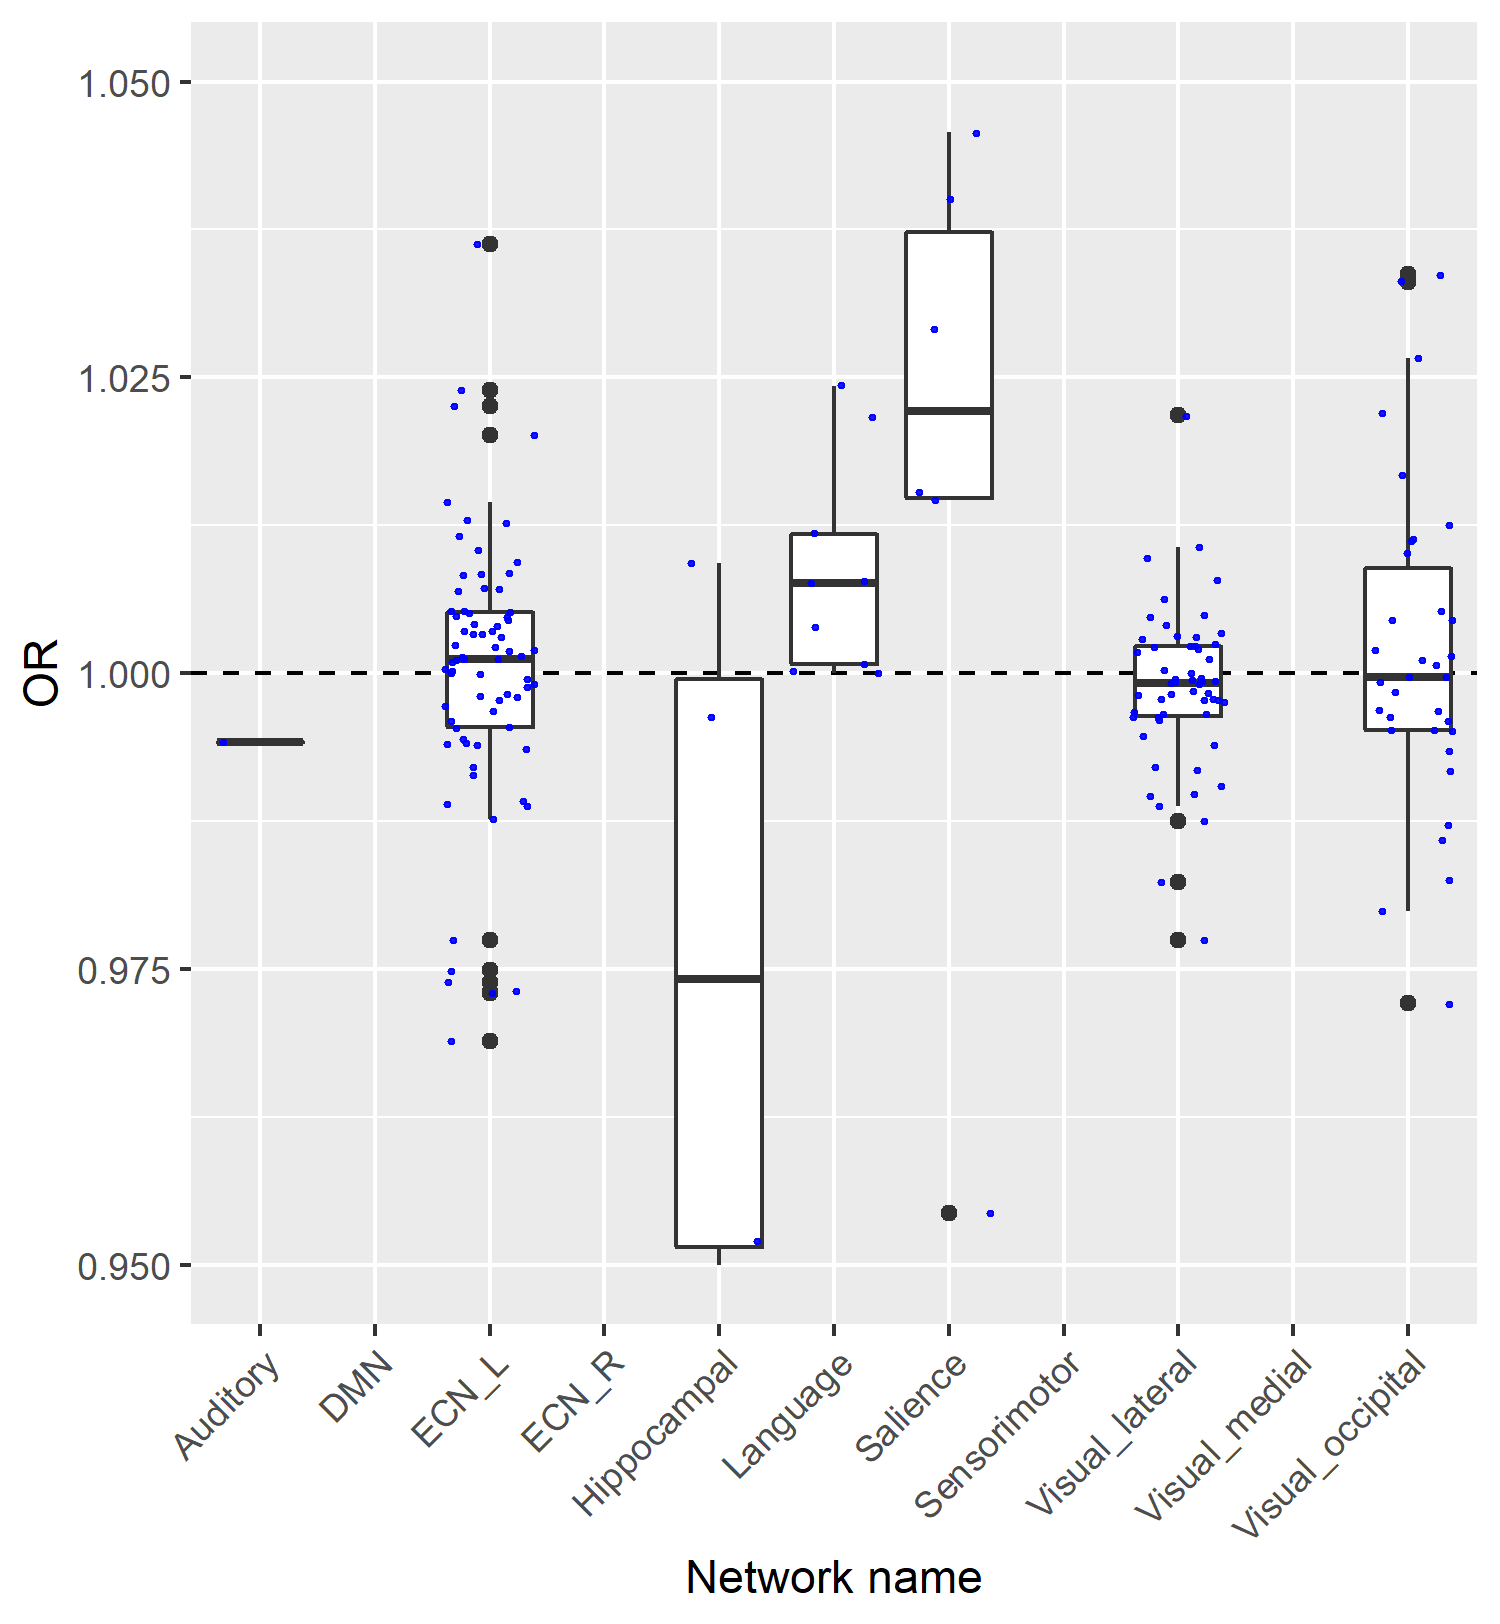 1.050
1.025
1.000
0.975
0.950
OR
Auditory
DMN
ECN_L
ECN_R
Hippocampal
Language
Salience
Sensorimotor
Visual_lateral
Visual_medial
Visual_occipital
Network name